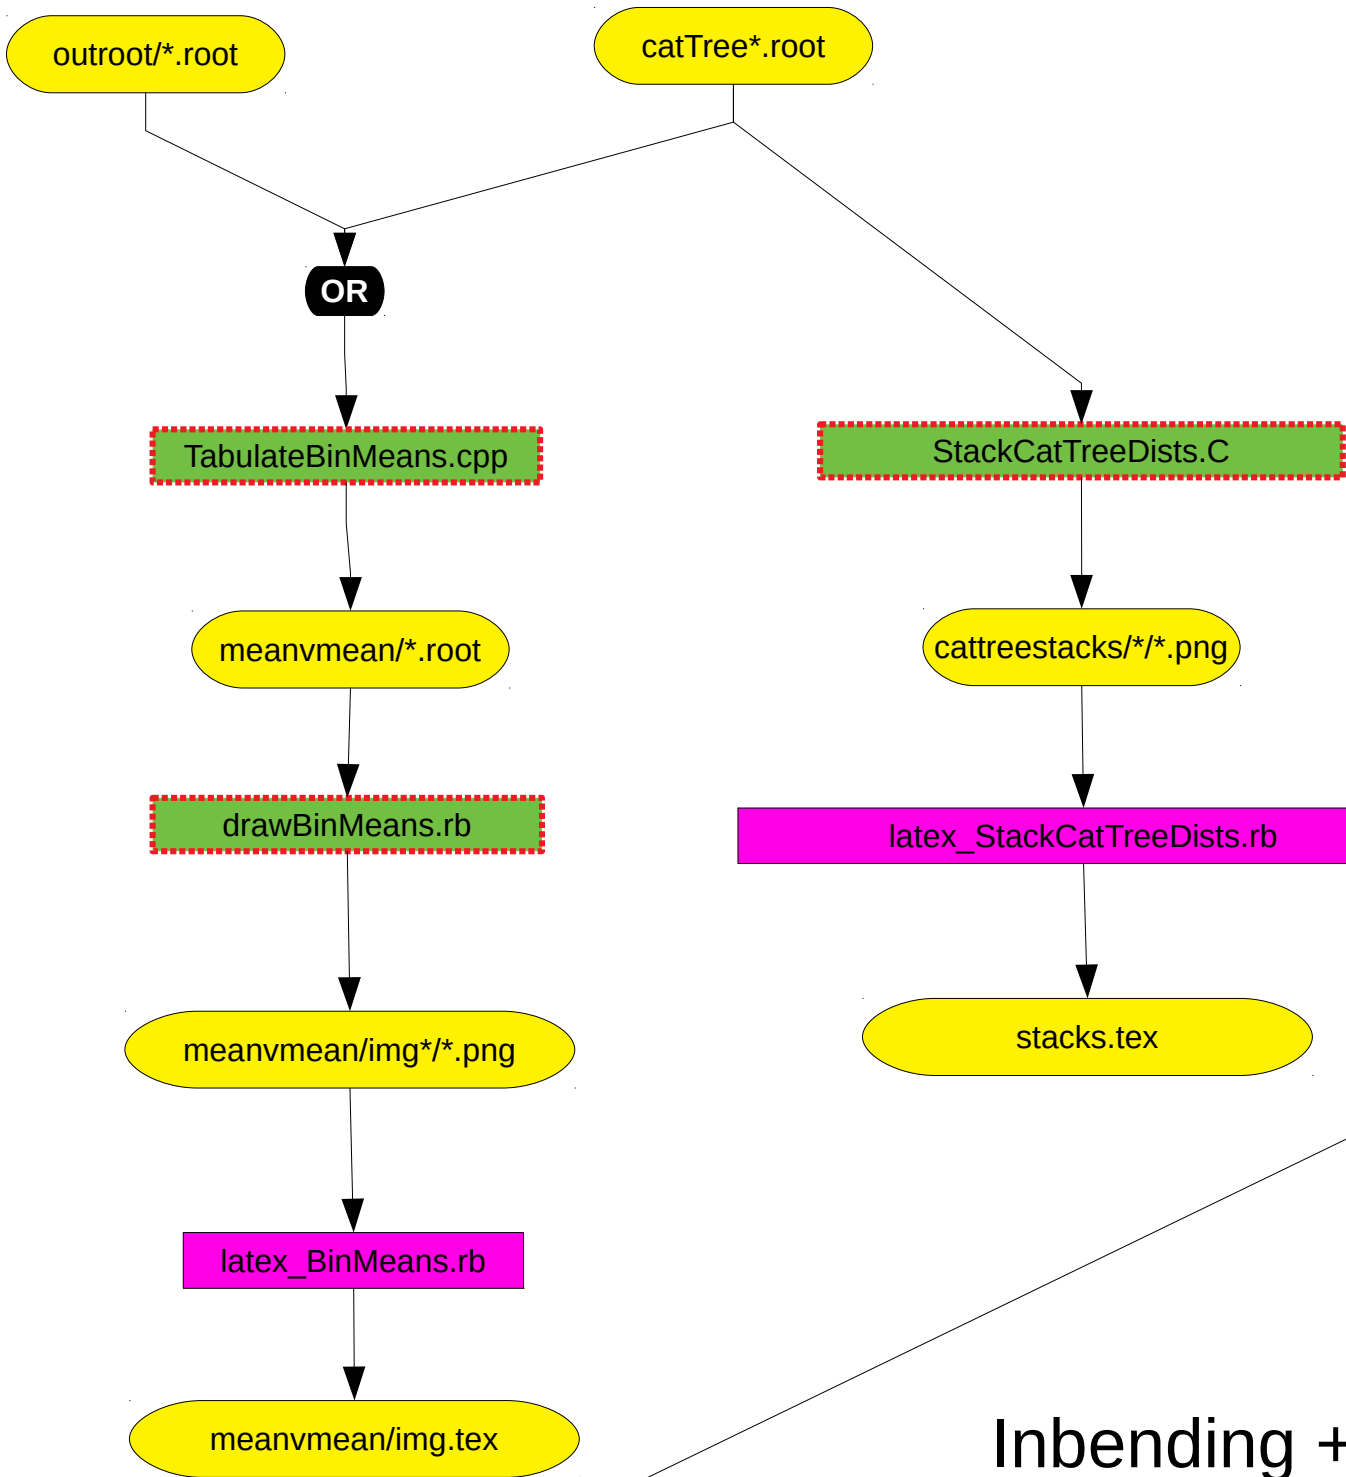 outroot/*.root
catTree*.root
OR
TabulateBinMeans.cpp
StackCatTreeDists.C
meanvmean/*.root
cattreestacks/*/*.png
drawBinMeans.rb
latex_StackCatTreeDists.rb
meanvmean/img*/*.png
stacks.tex
latex_BinMeans.rb
meanvmean/img.tex
Inbending +